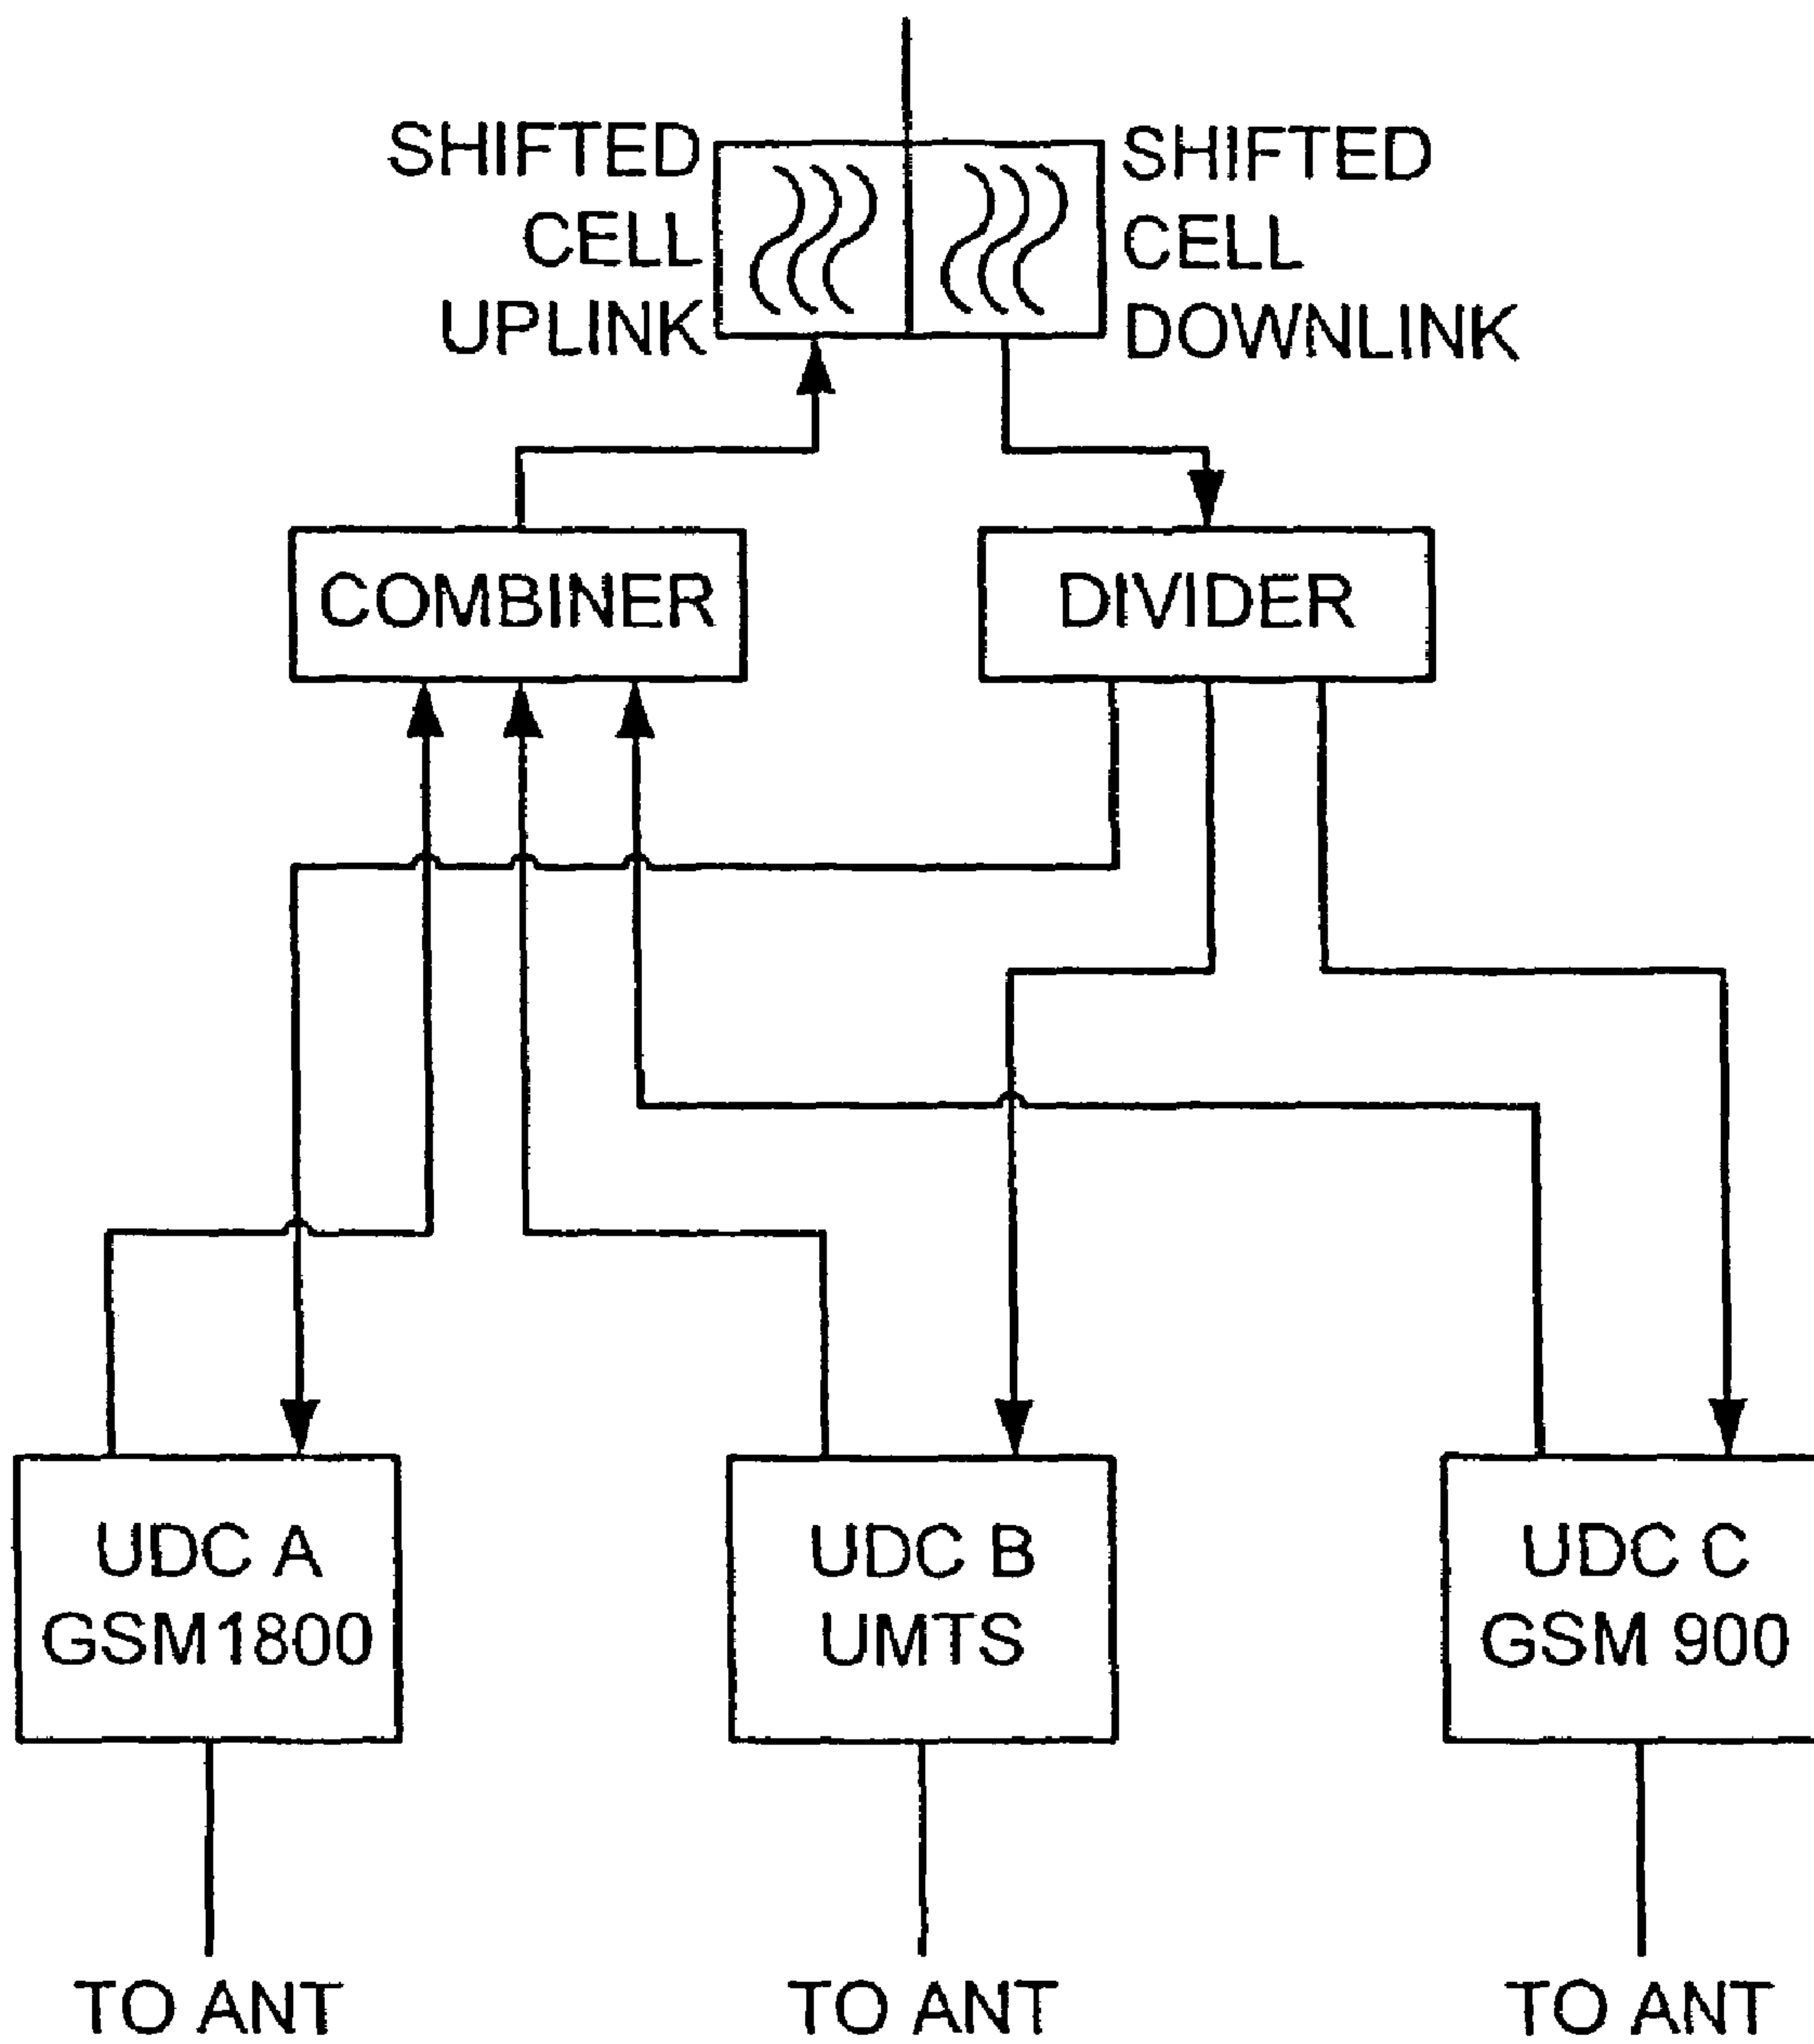 SHIFTED
CELL
UPLINK
SHIFTED
CELL
DOWNLINK
COMBINER
DIVIDER
UDC A
GSM1800
UDC B
UMTS
UDC C
GSM 900
TO ANT
TO ANT
TO ANT